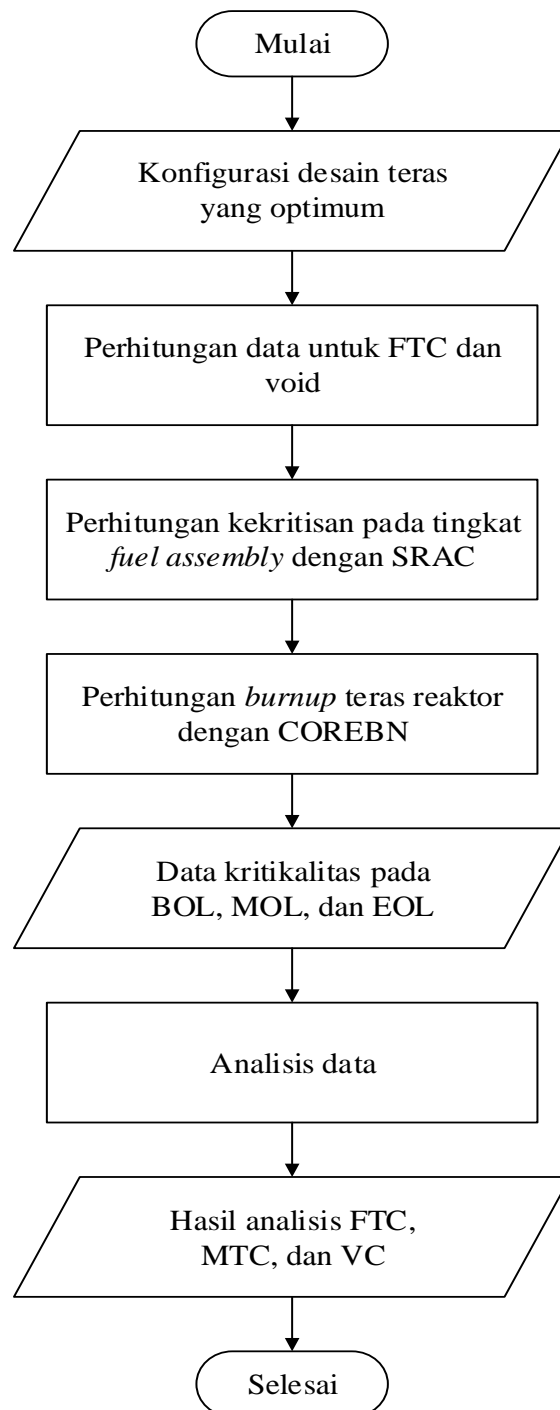 Mulai
Konfigurasi desain teras
yang optimum
Perhitungan data untuk FTC dan
void
Perhitungan kekritisan pada tingkat
fuel assembly dengan SRAC
Perhitungan burnup teras reaktor
dengan COREBN
Data kritikalitas pada
BOL, MOL, dan EOL
Analisis data
Hasil analisis FTC,
MTC, dan VC
Selesai